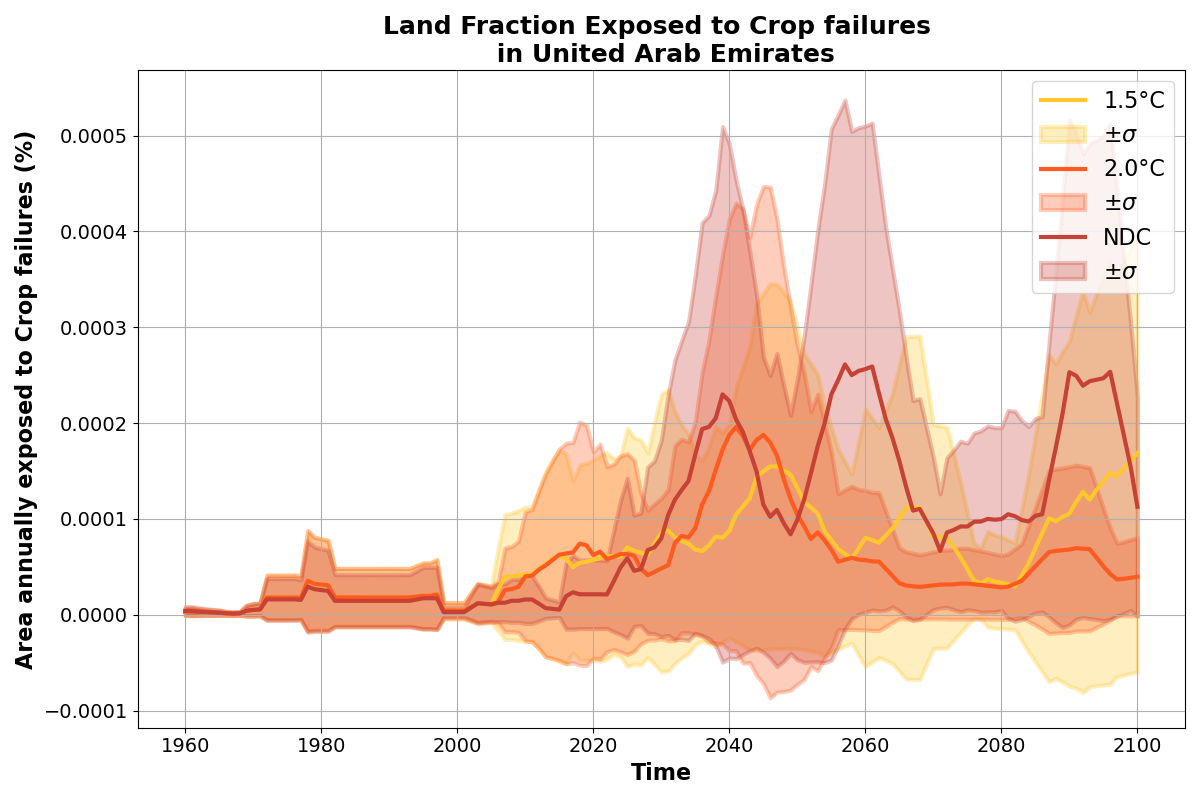 Land Fraction Exposed to Crop failures
in United Arab Emirates
Area annually exposed to Crop failures (%)
0.0005
0.0004
0.0003
0.0002
0.0001
0.0000
−0.0001
1960
1980
2000
2020
2040
2060
2080
2100
Time
1.5°C
±σ
2.0°C
±σ
NDC
±σ